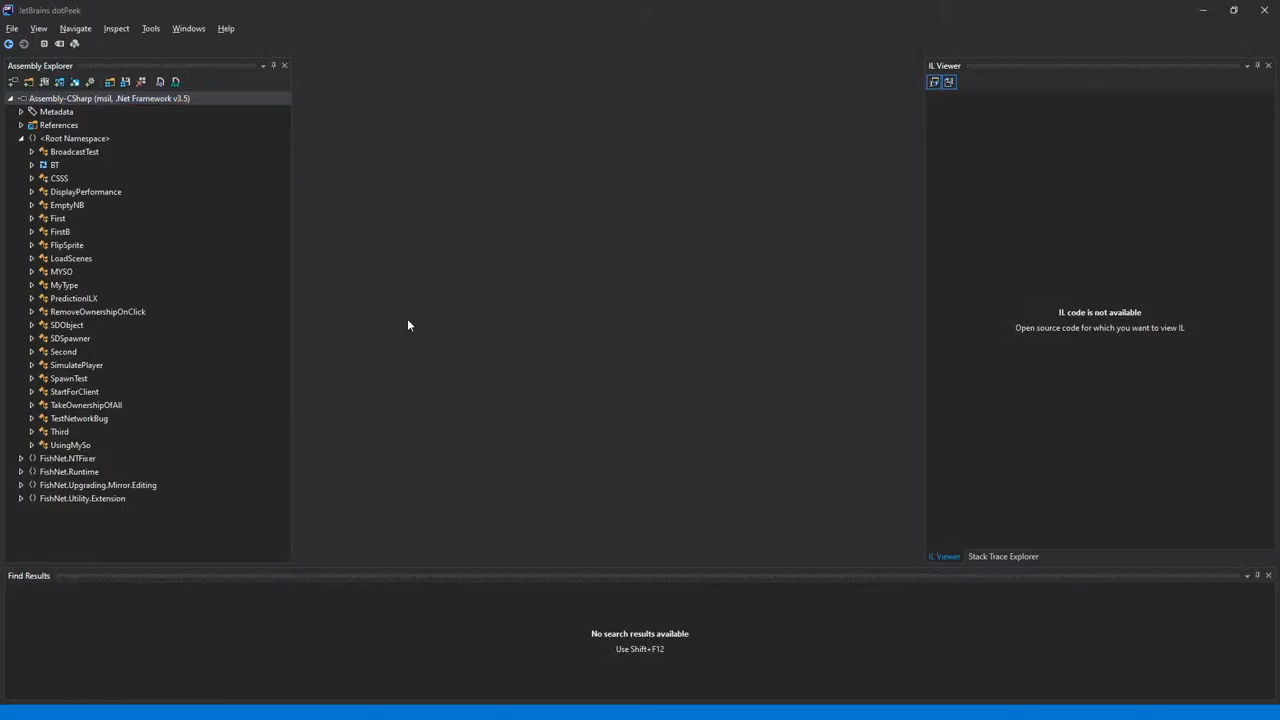 JetBrains dotPeek
File View Navigate Inspect Tools Windows Help
Assembly Explorer
Assembly-CSharp (msil, .Net Framework v3.5)
Metadata
References
<Root Namespace>
BroadcastTest
BT
CSSS
DisplayPerformance
EmptyNB
First
FirstB
FlipSprite
LoadScenes
MYSO
MyType
PredictionILX
RemoveOwnershipOnClick
SDObject
SDSpawner
Second
SimulatePlayer
SpawnTest
StartForClient
TakeOwnershipOfAll
TestNetworkBug
Third
UsingMySo
FishNet.NTFixer
FishNet.Runtime
FishNet.Upgrading.Mirror.Editing
FishNet.Utility.Extension
IL Viewer
IL code is not available
Open source code for which you want to view IL
IL Viewer Stack Trace Explorer
Find Results
No search results available
Use Shift+F12